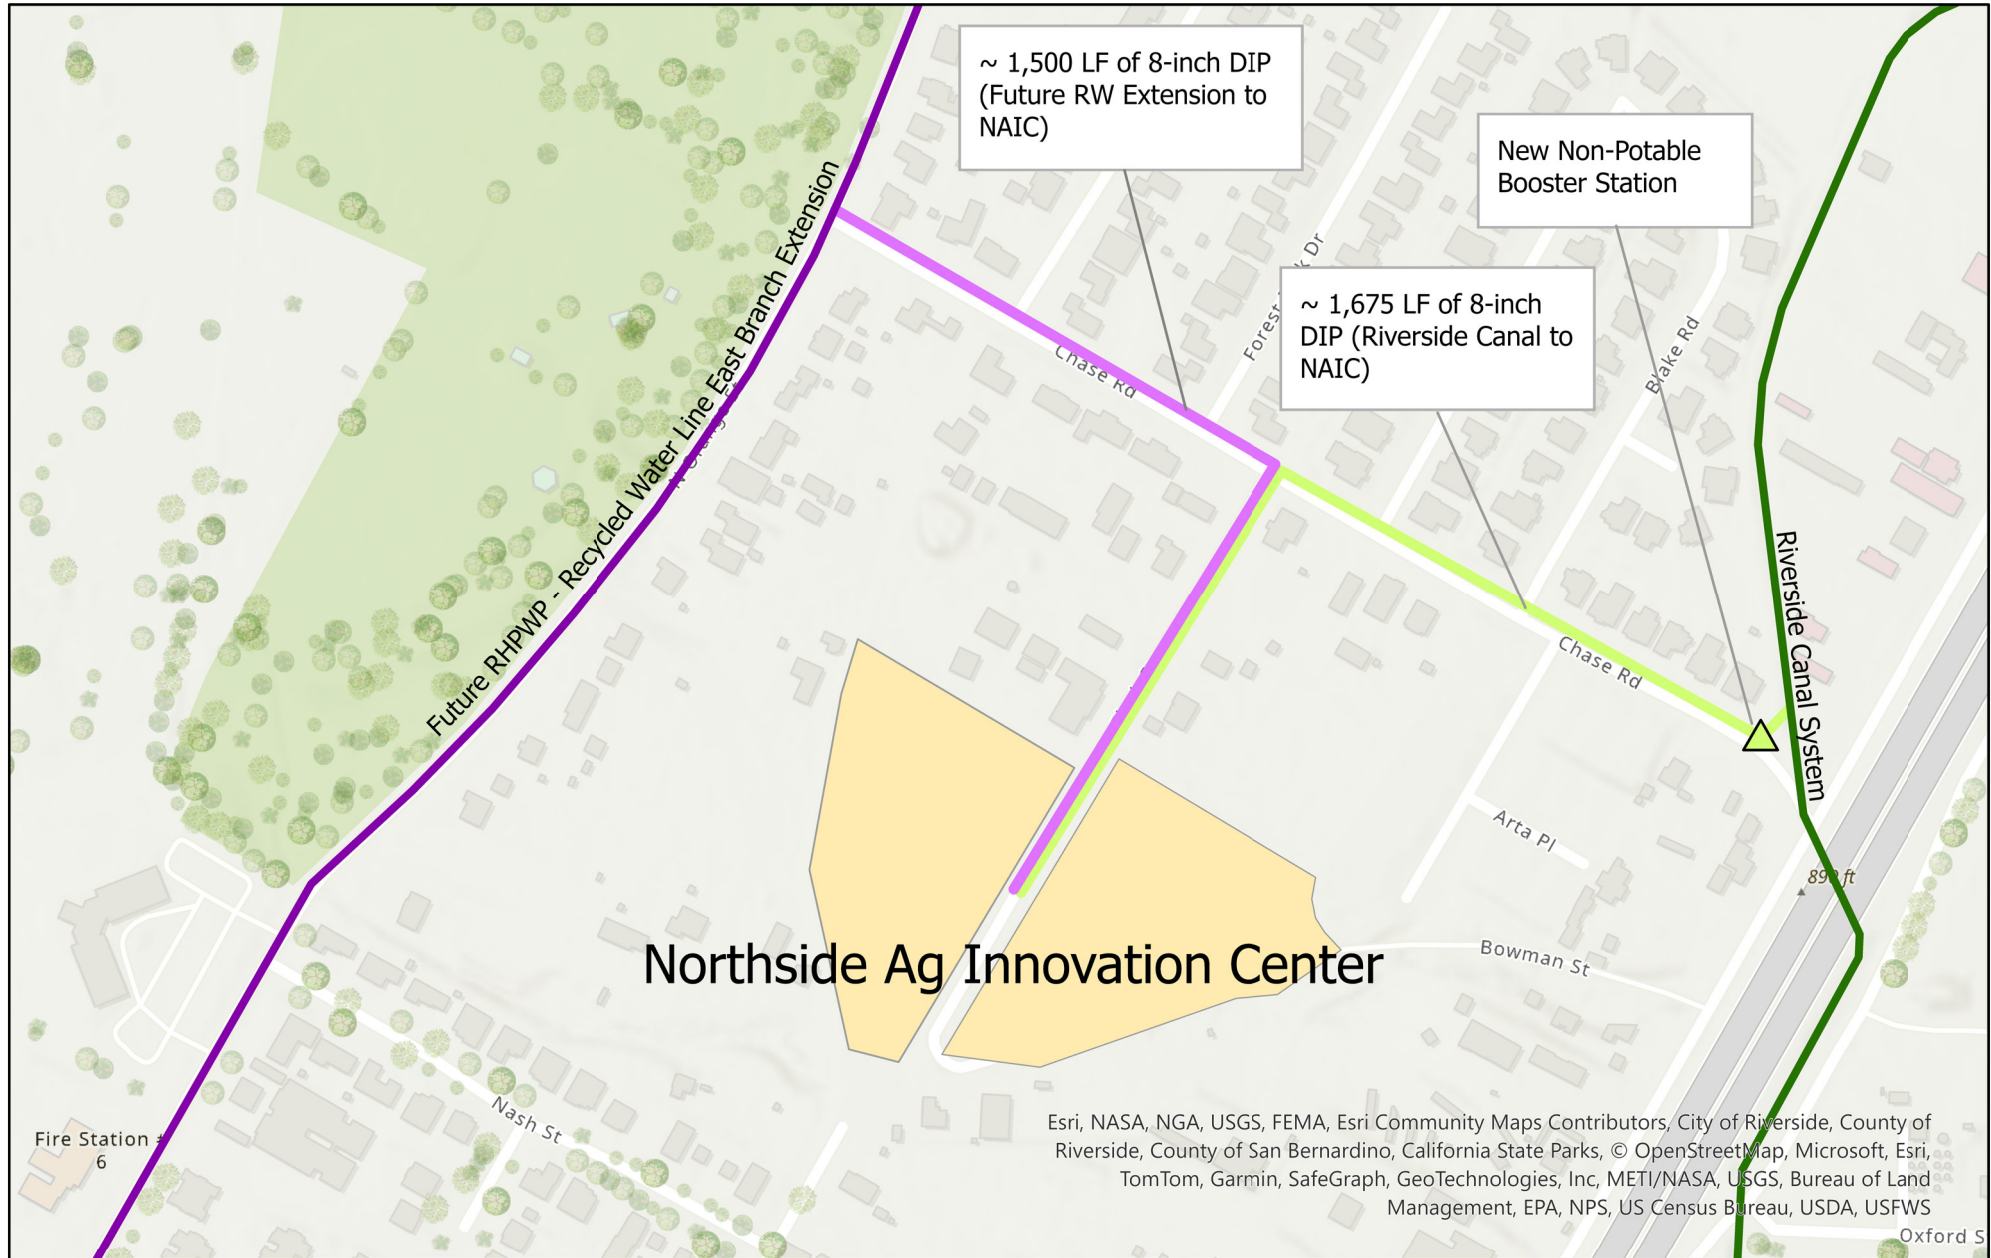 ~ 1,500 LF of 8-inch DIP
(Future RW Extension to
NAIC)
New Non-Potable
Booster Station
~ 1,675 LF of 8-inch
DIP (Riverside Canal to
NAIC)
Future RHPWP - Recycled Water Line East Branch Extension
Forest
Dr
Blake Rd
Chase Rd
Riverside Canal System
Chase Rd
Arta Pl
890 ft
Bowman St
Northside Ag Innovation Center
Nash St
Fire Station #
6
Esri, NASA, NGA, USGS, FEMA, Esri Community Maps Contributors, City of Riverside, County of
Riverside, County of San Bernardino, California State Parks, © OpenStreetMap, Microsoft, Esri,
TomTom, Garmin, SafeGraph, GeoTechnologies, Inc, METI/NASA, USGS, Bureau of Land
Management, EPA, NPS, US Census Bureau, USDA, USFWS
Oxford S